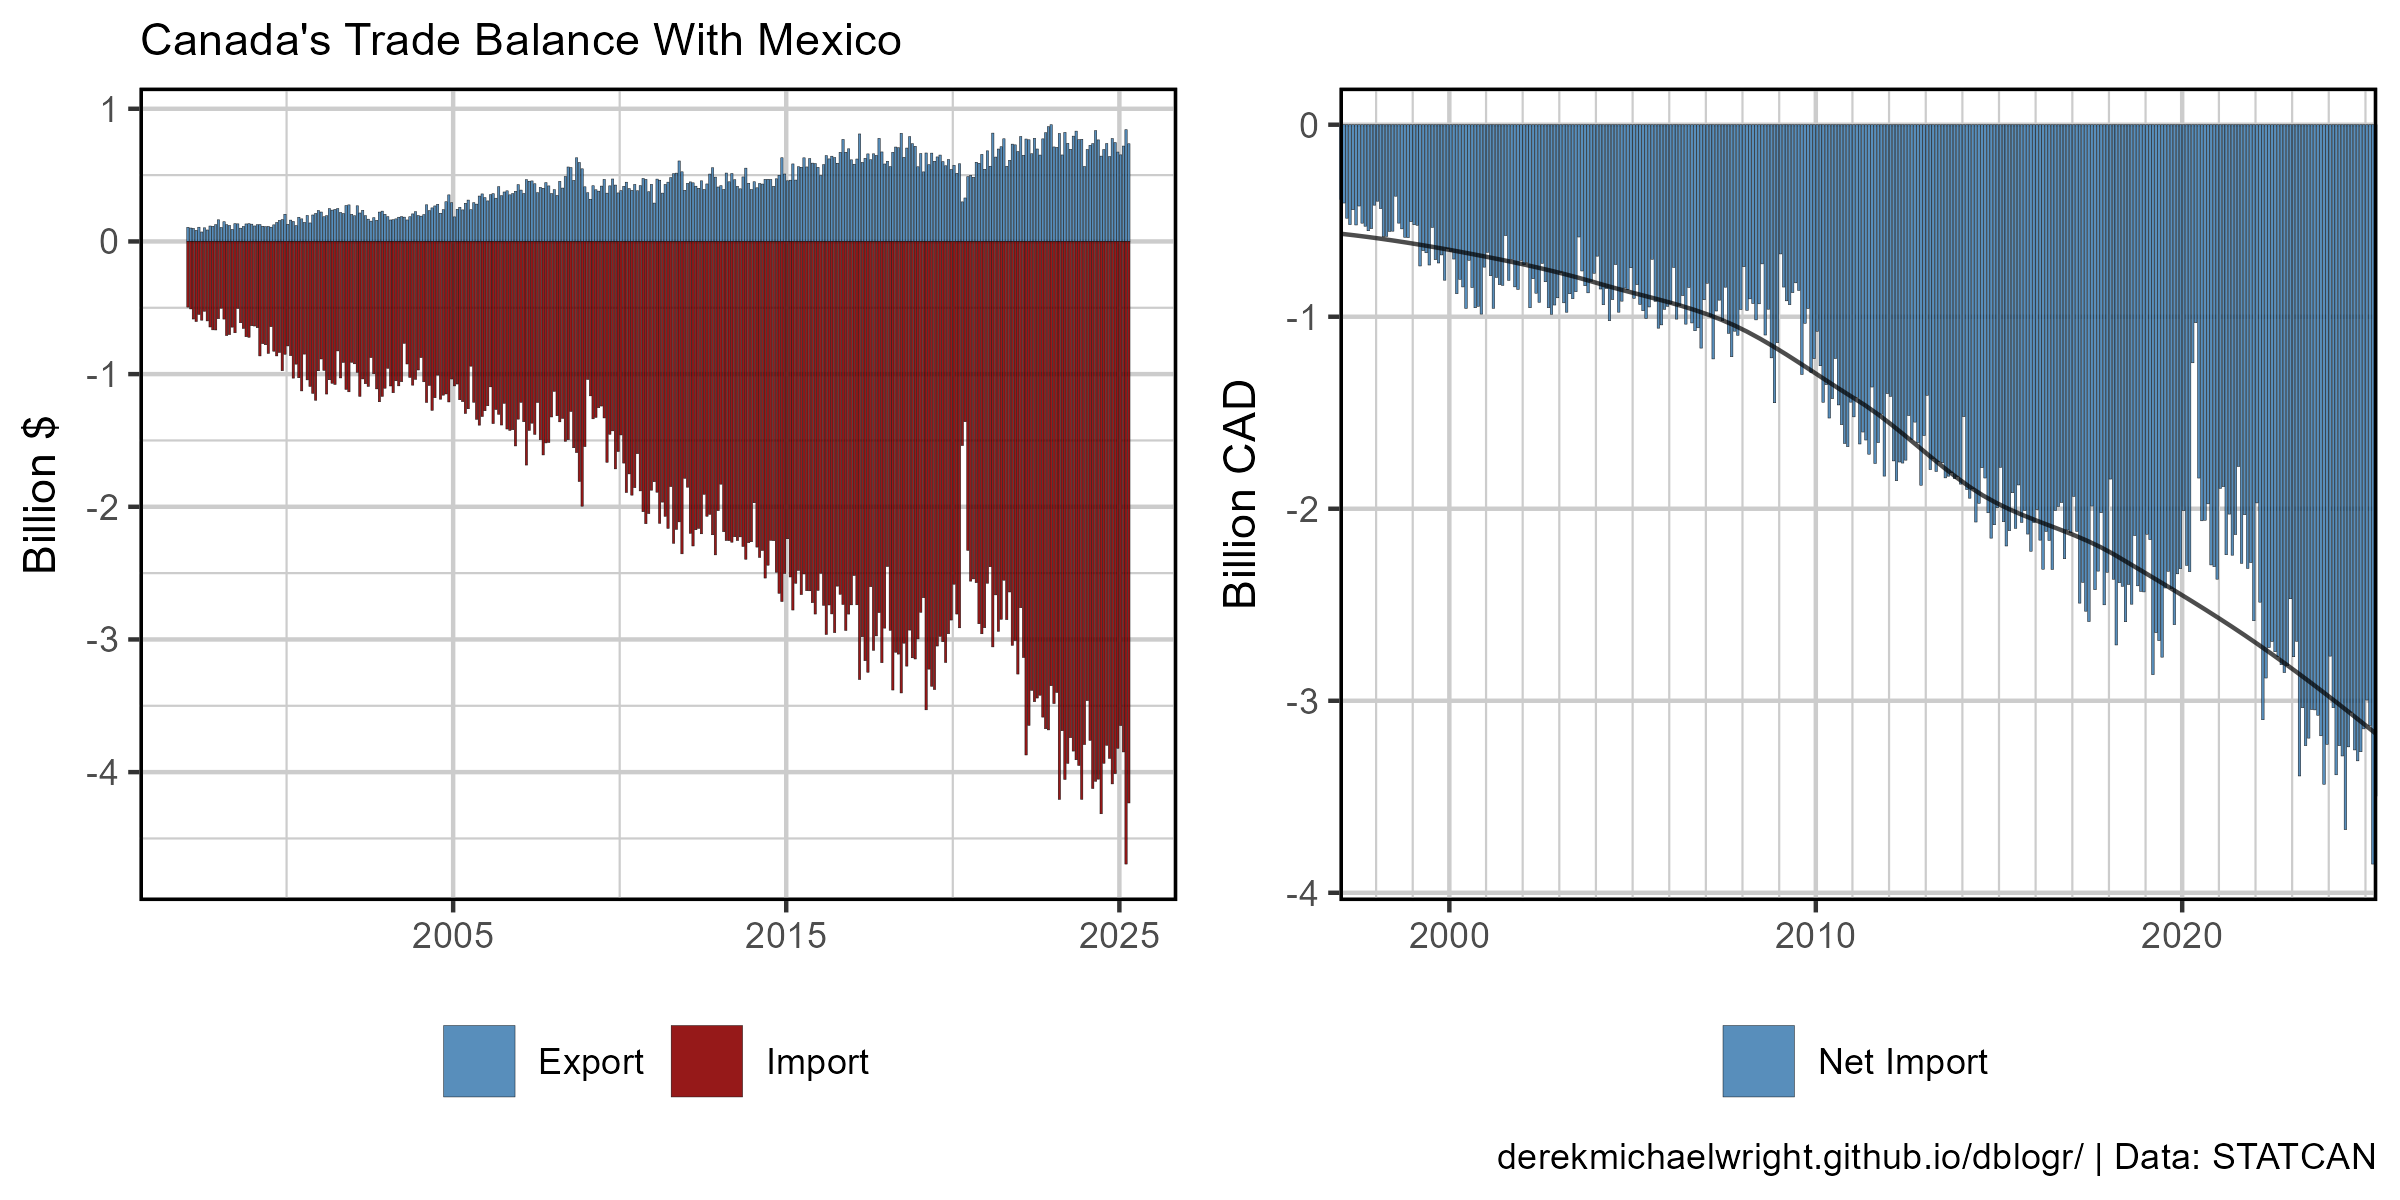 Canada's Trade Balance With Mexico
Billion $
1
0
-1
-2
-3
-4
2005
2015
2025
Export
Import
Billion CAD
0
-1
-2
-3
-4
2000
2010
2020
Net Import
derekmichaelwright.github.io/dblogr/ | Data: STATCAN